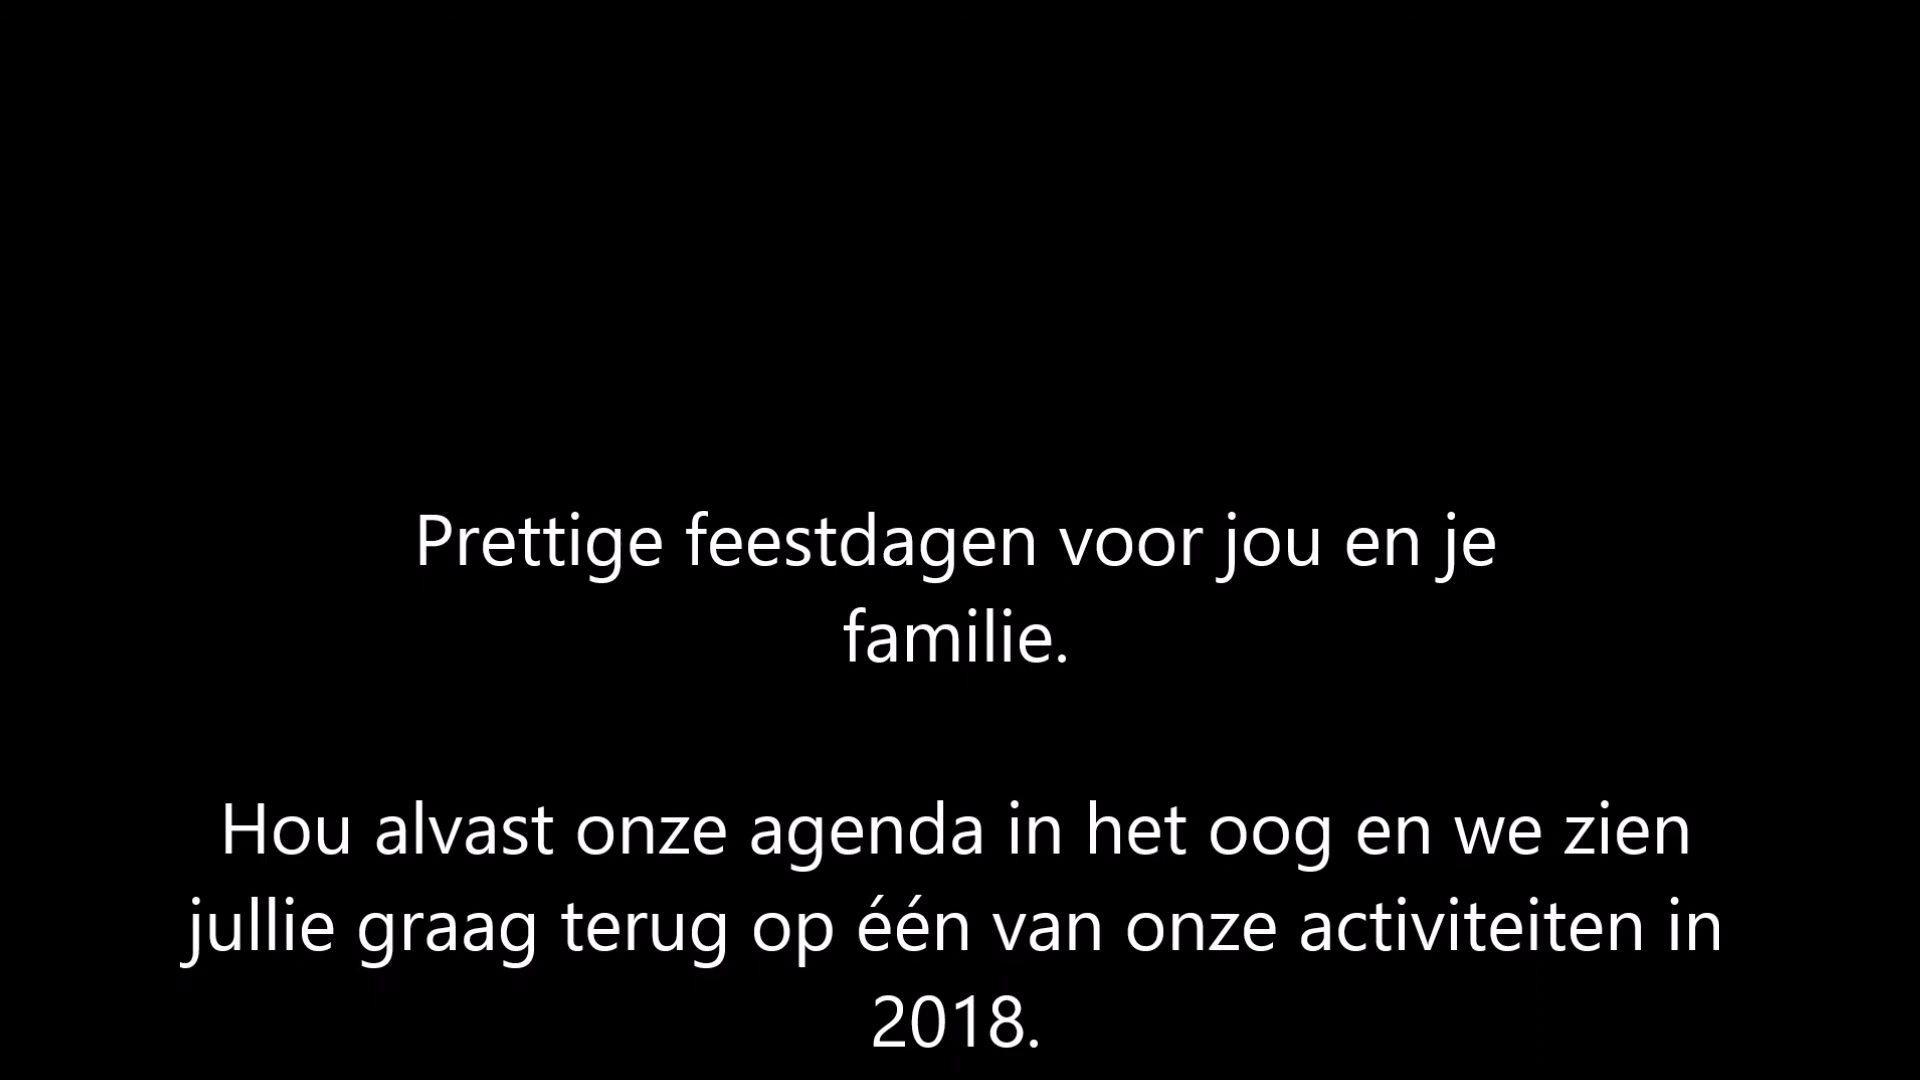 Prettige feestdagen voor jou en je
familie.
Hou alvast onze agenda in het oog en we zien
jullie graag terug op één van onze activiteiten in
2018.